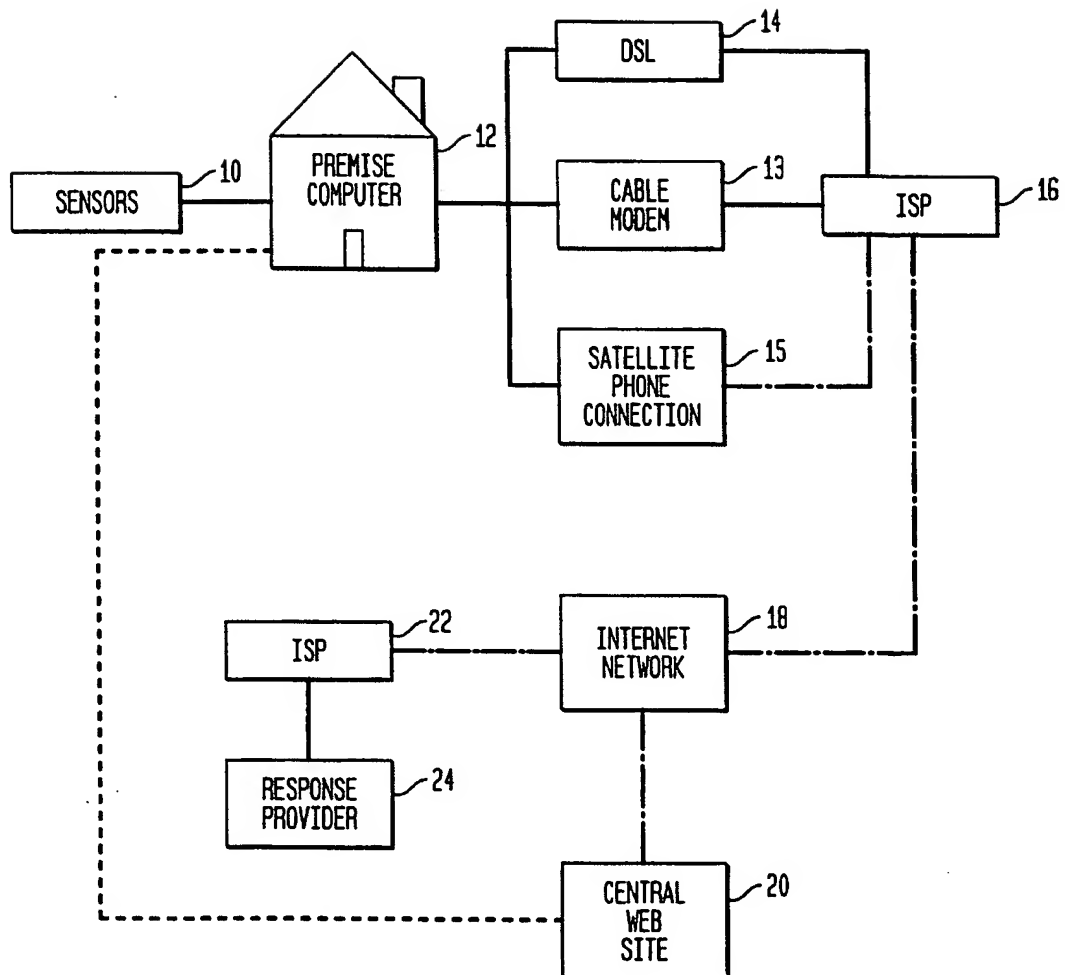 14
DSL
12
10
PREMISE
COMPUTER
13
CABLE
MODEM
SENSORS
ISP
16
15
SATELLITE
PHONE
CONNECTION
22
ISP
18
INTERNET
NETWORK
24
RESPONSE
PROVIDER
20
CENTRAL
WEB
SITE